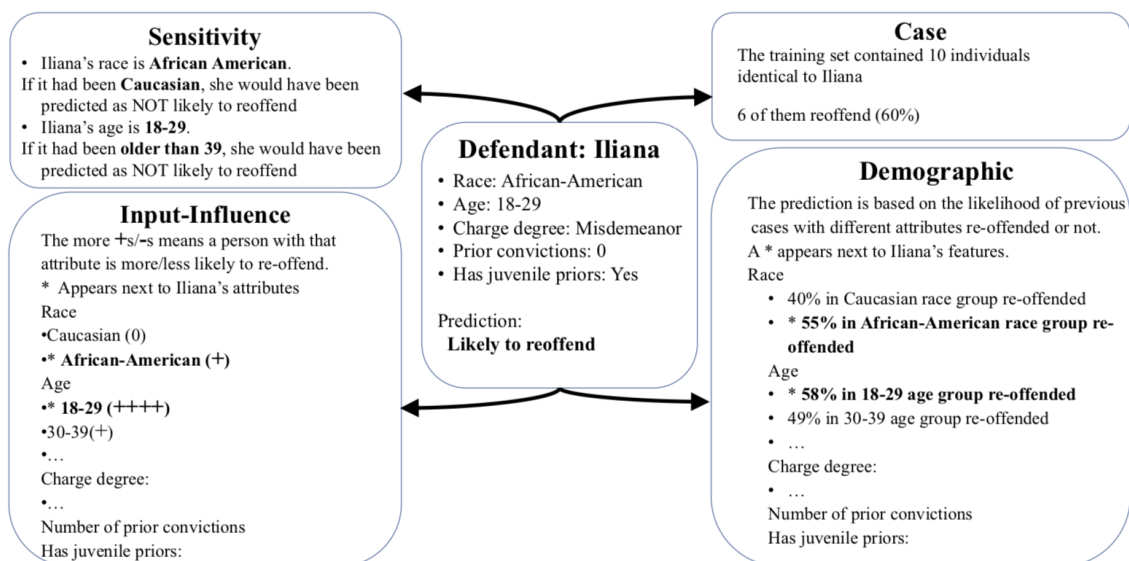 Sensitivity
• Iliana's race is African American.
If it had been Caucasian, she would have been
predicted as NOT likely to reoffend
• Iliana's age is 18-29.
If it had been older than 39, she would have been
predicted as NOT likely to reoffend
Case
The training set contained 10 individuals
identical to Iliana
6 of them reoffend (60%)
Defendant: Iliana
• Race: African-American
• Age: 18-29
• Charge degree: Misdemeanor
• Prior convictions: 0
• Has juvenile priors: Yes
Prediction:
Likely to reoffend
Input-Influence
The more +s/-s means a person with that
attribute is more/less likely to re-offend.
* Appears next to Iliana's attributes
Race
•Caucasian (0)
•* African-American (+)
Age
•* 18-29 (++++)
•30-39(+)
•…
Charge degree:
•…
Number of prior convictions
Has juvenile priors:
Demographic
The prediction is based on the likelihood of previous
cases with different attributes re-offended or not.
A * appears next to Iliana's features.
Race
• 40% in Caucasian race group re-offended
• * 55% in African-American race group re-
offended
Age
• * 58% in 18-29 age group re-offended
• 49% in 30-39 age group re-offended
• …
Charge degree:
• …
Number of prior convictions
Has juvenile priors: